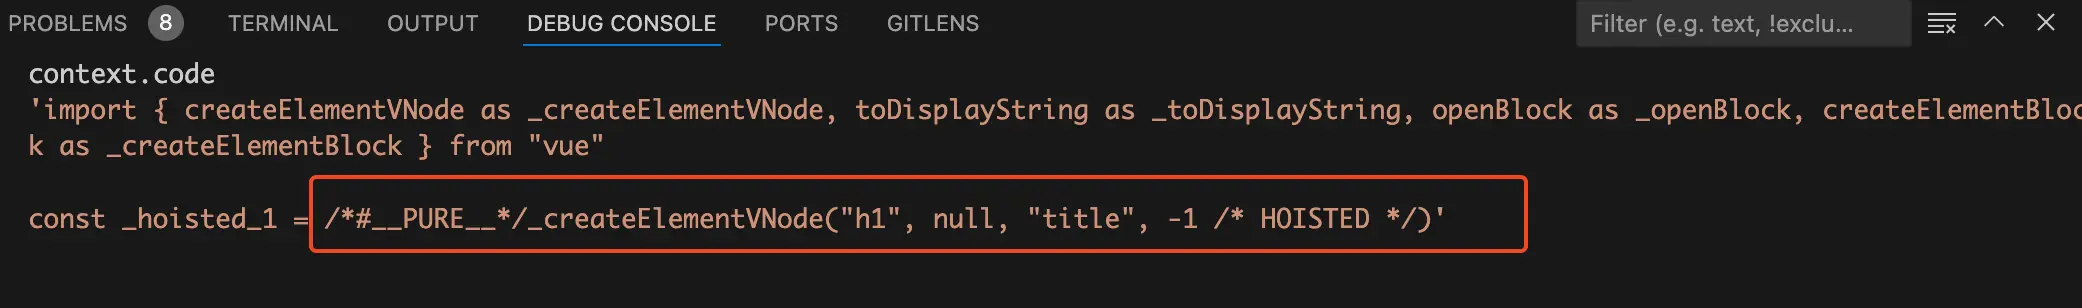 PROBLEMS 8 TERMINAL OUTPUT DEBUG CONSOLE PORTS GITLENS Filter (e.g. text, !exclu...
context.code
'import { createElementVNode as _createElementVNode, toDisplayString as _toDisplayString, openBlock as _openBlock, createElementBloc
k as _createElementBlock } from "vue"
const _hoisted_1 = /*#__PURE__*/_createElementVNode("h1", null, "title", -1 /* HOISTED */)'